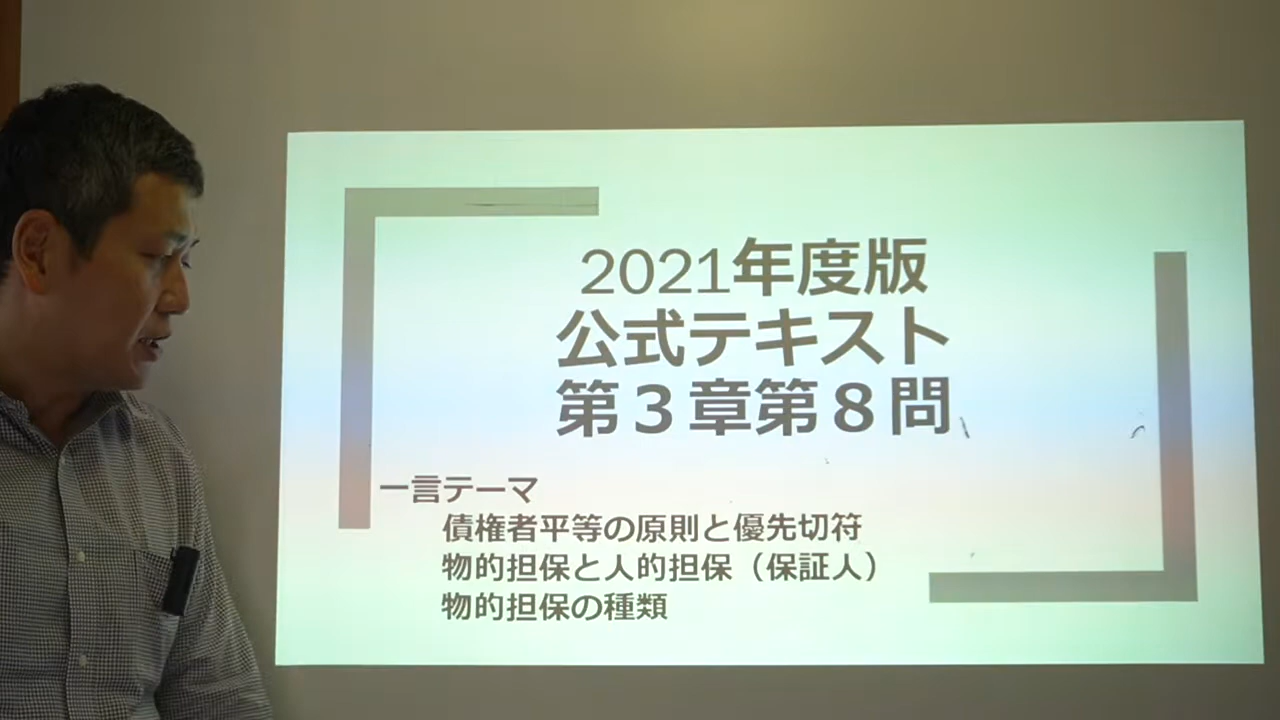 2021年度版
公式テキスト
第３章第８問
一言テーマ
債権者平等の原則と優先切符
物的担保と人的担保（保証人）
物的担保の種類